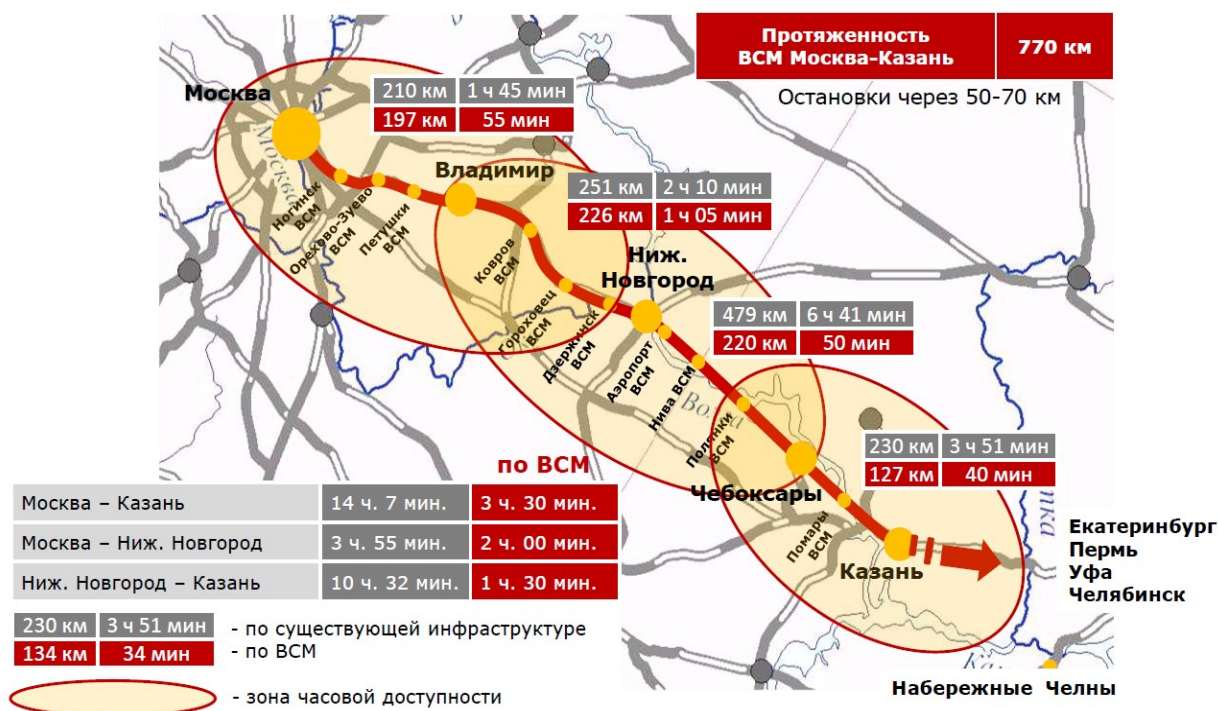 Протяженность
ВСМ Москва-Казань
770 км
Остановки через 50-70 км
Москва
210 км 1 ч 45 мин
197 км 55 мин
Москва
Владимир
251 км 2 ч 10 мин
226 км 1 ч 05 мин
Ногинск
ВСМ
Орехово-Зуево
ВСМ
Петушки
ВСМ
Ковров
ВСМ
Ниж.
Новгород
Гороховец
ВСМ
Дзержинск
ВСМ
479 км 6 ч 41 мин
220 км 50 мин
Аэропорт
ВСМ
Нива ВСМ
Полянки
ВСМ
230 км 3 ч 51 мин
127 км 40 мин
Чебоксары
Помары
ВСМ
Казань
Екатеринбург
Пермь
Уфа
Челябинск
Набережные Челны
по ВСМ
Москва – Казань 14 ч. 7 мин. 3 ч. 30 мин.
Москва – Ниж. Новгород 3 ч. 55 мин. 2 ч. 00 мин.
Ниж. Новгород – Казань 10 ч. 32 мин. 1 ч. 30 мин.
230 км 3 ч 51 мин - по существующей инфраструктуре
134 км 34 мин - по ВСМ
- зона часовой доступности